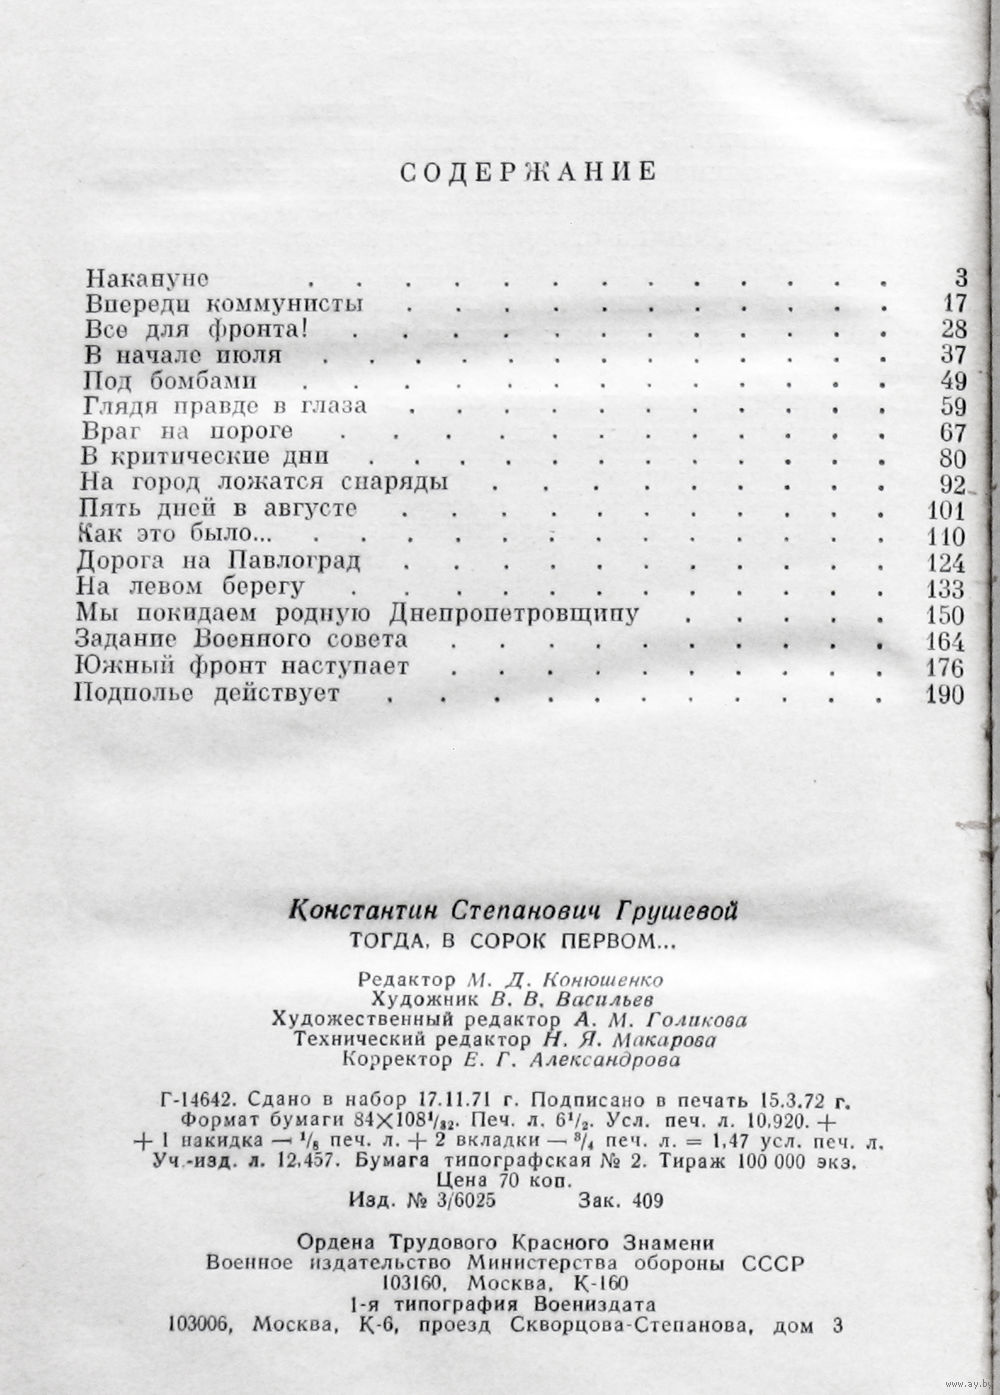 СОДЕРЖАНИЕ
Накануне . . . . . . . . . . . . . 3
Впереди коммунисты . . . . . . . . . . . 17
Все для фронта! . . . . . . . . . . . . 28
В начале июля . . . . . . . . . . . . 37
Под бомбами . . . . . . . . . . . . . 49
Глядя правде в глаза . . . . . . . . . . . 59
Враг на пороге . . . . . . . . . . . . 67
В критические дни . . . . . . . . . . . . 80
На город ложатся снаряды . . . . . . . . . 92
Пять дней в августе . . . . . . . . . . . 101
Как это было... . . . . . . . . . . . . . 110
Дорога на Павлоград . . . . . . . . . . . 124
На левом берегу . . . . . . . . . . . . 133
Мы покидаем родную Днепропетровщину . . . . . 150
Задание Военного совета . . . . . . . . . . 164
Южный фронт наступает . . . . . . . . . . 176
Подполье действует . . . . . . . . . . . 190
Константин Степанович Грушевой
ТОГДА, В СОРОК ПЕРВОМ...
Редактор М. Д. Конюшенко
Художник В. В. Васильев
Художественный редактор А. М. Голикова
Технический редактор Н. Я. Макарова
Корректор Е. Г. Александрова
Г-14642. Сдано в набор 17.11.71 г. Подписано в печать 15.3.72 г.
Формат бумаги 84×108¹/₃₂. Печ. л. 6¹/₂. Усл. печ. л. 10,920. +
+ 1 накидка — ¹/₈ печ. л. + 2 вкладки — ³/₄ печ. л. = 1,47 усл. печ. л.
Уч.-изд. л. 12,457. Бумага типографская № 2. Тираж 100 000 экз.
Цена 70 коп.
Изд. № 3/6025 Зак. 409
Ордена Трудового Красного Знамени
Военное издательство Министерства обороны СССР
103160, Москва, К-160
1-я типография Воениздата
103006, Москва, К-6, проезд Скворцова-Степанова, дом 3
www.ay.by